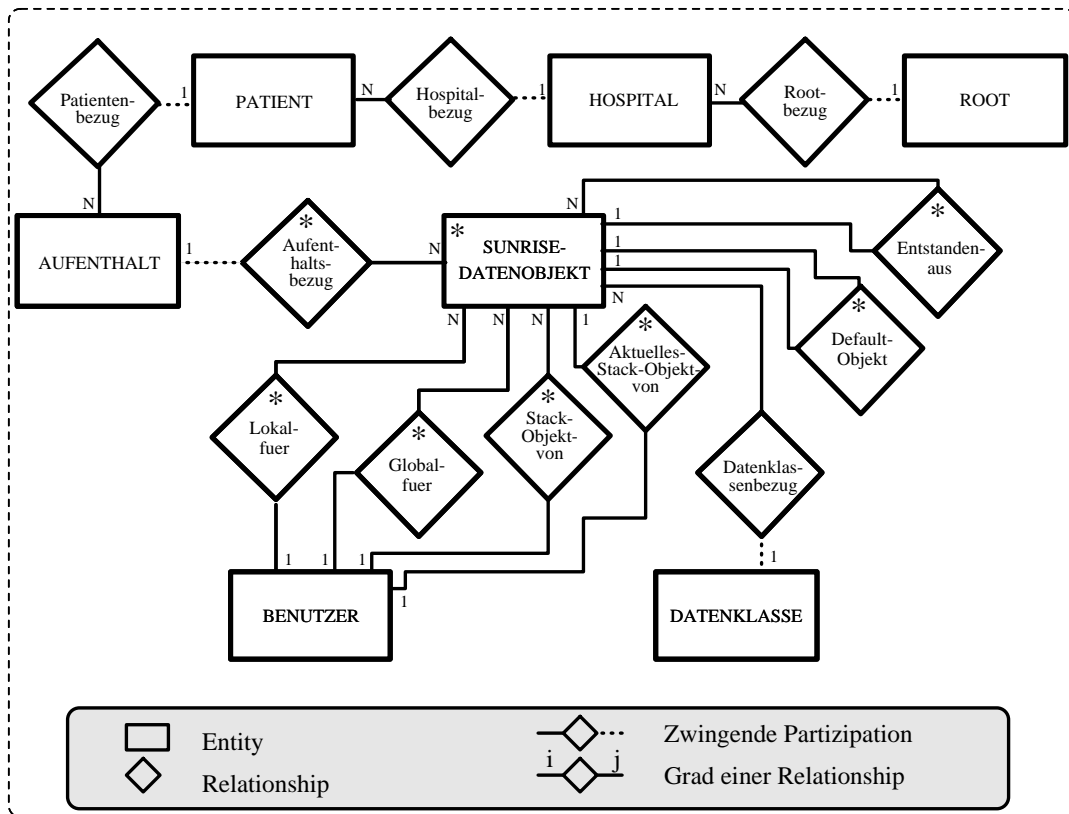 Patienten-
bezug
1
PATIENT
N
Hospital-
bezug
1
HOSPITAL
N
Root-
bezug
1
ROOT
N
AUFENTHALT
1
*
Aufent-
haltsbezug
N
*
SUNRISE-
DATENOBJEKT
N
1
1
1
N
*
Entstanden-
aus
*
Default-
Objekt
N
N
N
1
*
Aktuelles-
Stack-Objekt-
von
*
Lokal-
fuer
*
Global-
fuer
*
Stack-
Objekt-
von
Datenklas-
senbezug
1
1
1
1
1
BENUTZER
DATENKLASSE
Entity
Relationship
Zwingende Partizipation
i
j
Grad einer Relationship